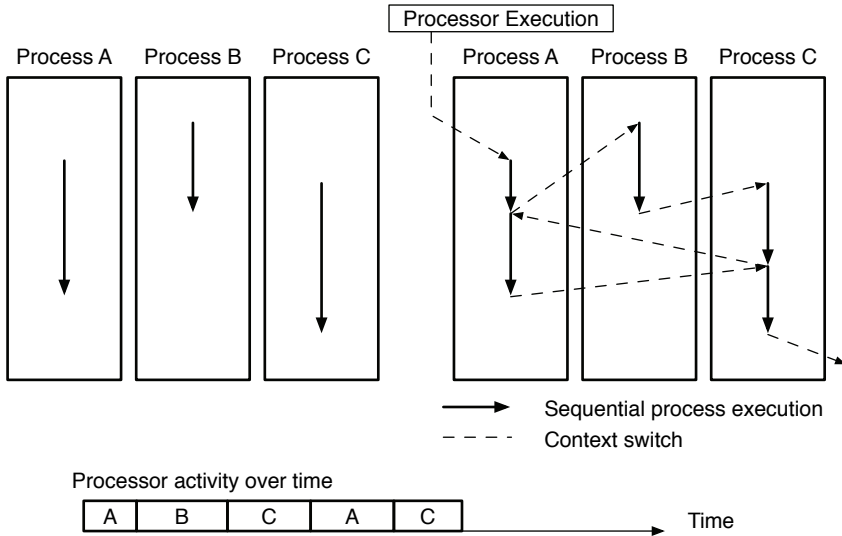 Processor Execution
Process A
Process B
Process C
Process A
Process B
Process C
Sequential process execution
Context switch
Processor activity over time
A B C A C
Time